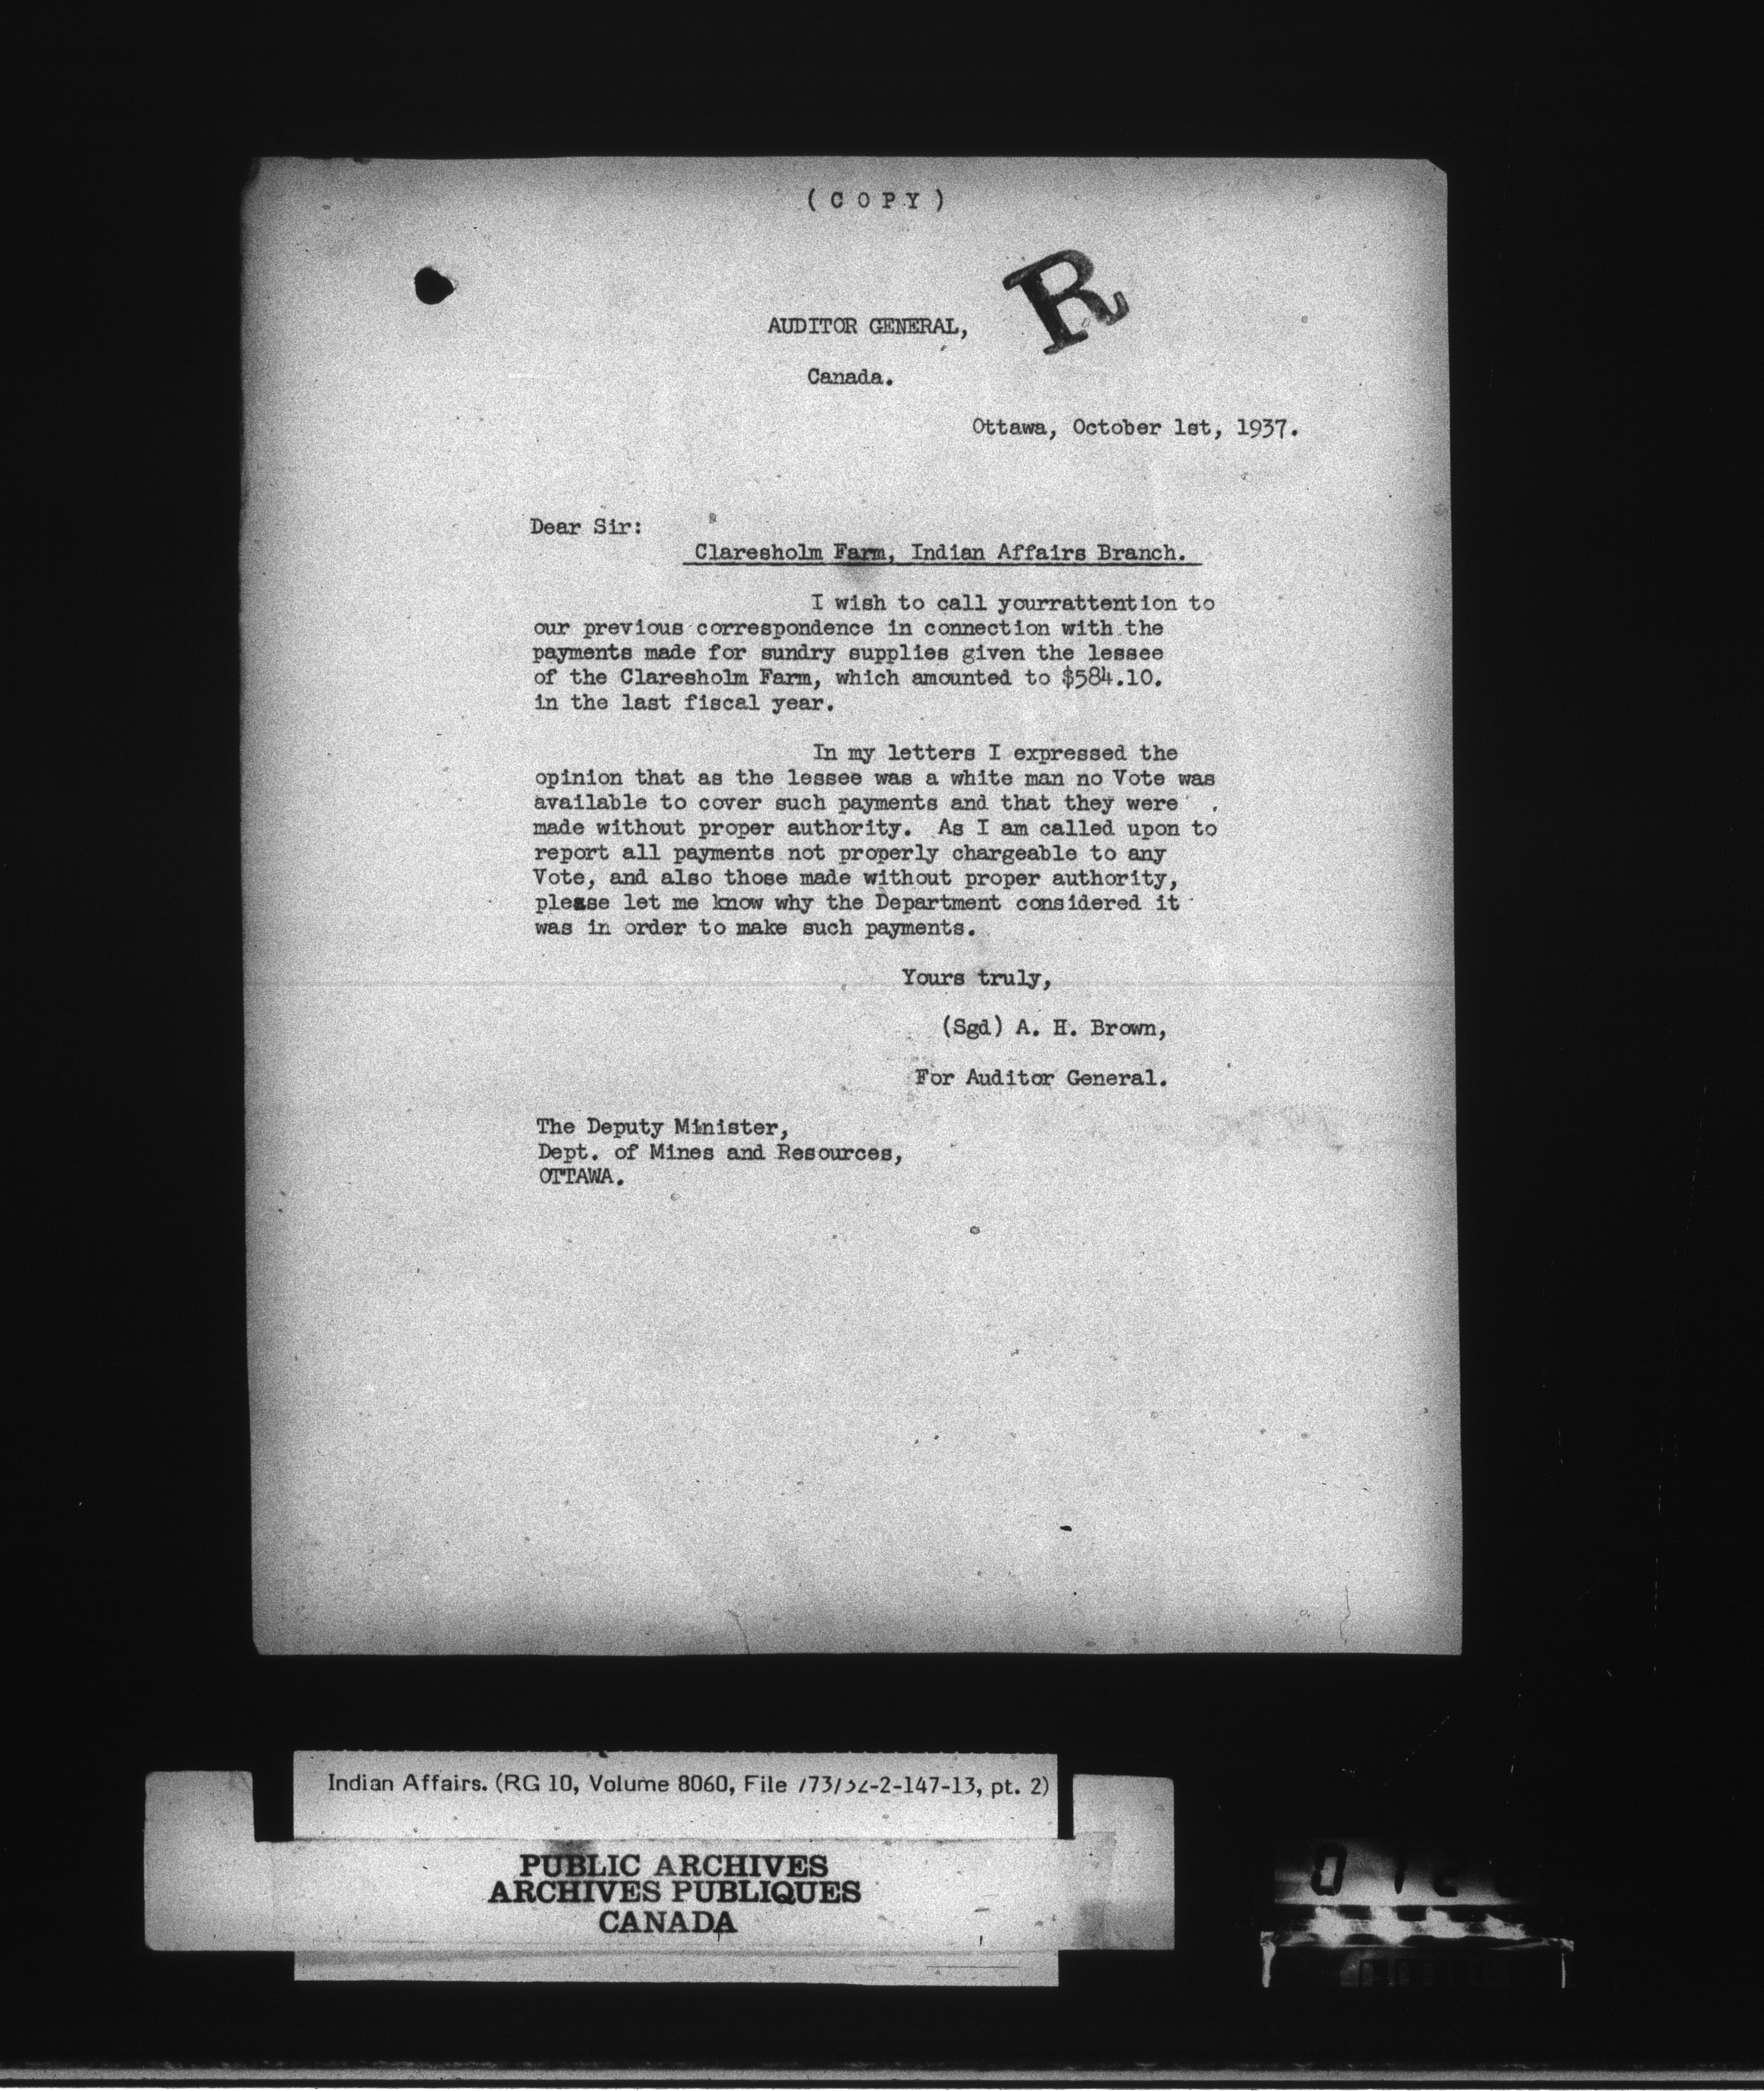 ( C O P Y )
R
AUDITOR GENERAL,
Canada.
Ottawa, October 1st, 1937.
Dear Sir:
Claresholm Farm, Indian Affairs Branch.
I wish to call yourrattention to
our previous correspondence in connection with the
payments made for sundry supplies given the lessee
of the Claresholm Farm, which amounted to $584.10.
in the last fiscal year.
In my letters I expressed the
opinion that as the lessee was a white man no Vote was
available to cover such payments and that they were
made without proper authority. As I am called upon to
report all payments not properly chargeable to any
Vote, and also those made without proper authority,
please let me know why the Department considered it
was in order to make such payments.
Yours truly,
(Sgd) A. H. Brown,
For Auditor General.
The Deputy Minister,
Dept. of Mines and Resources,
OTTAWA.
Indian Affairs. (RG 10, Volume 8060, File 773/32-2-147-13, pt. 2)
PUBLIC ARCHIVES
ARCHIVES PUBLIQUES
CANADA